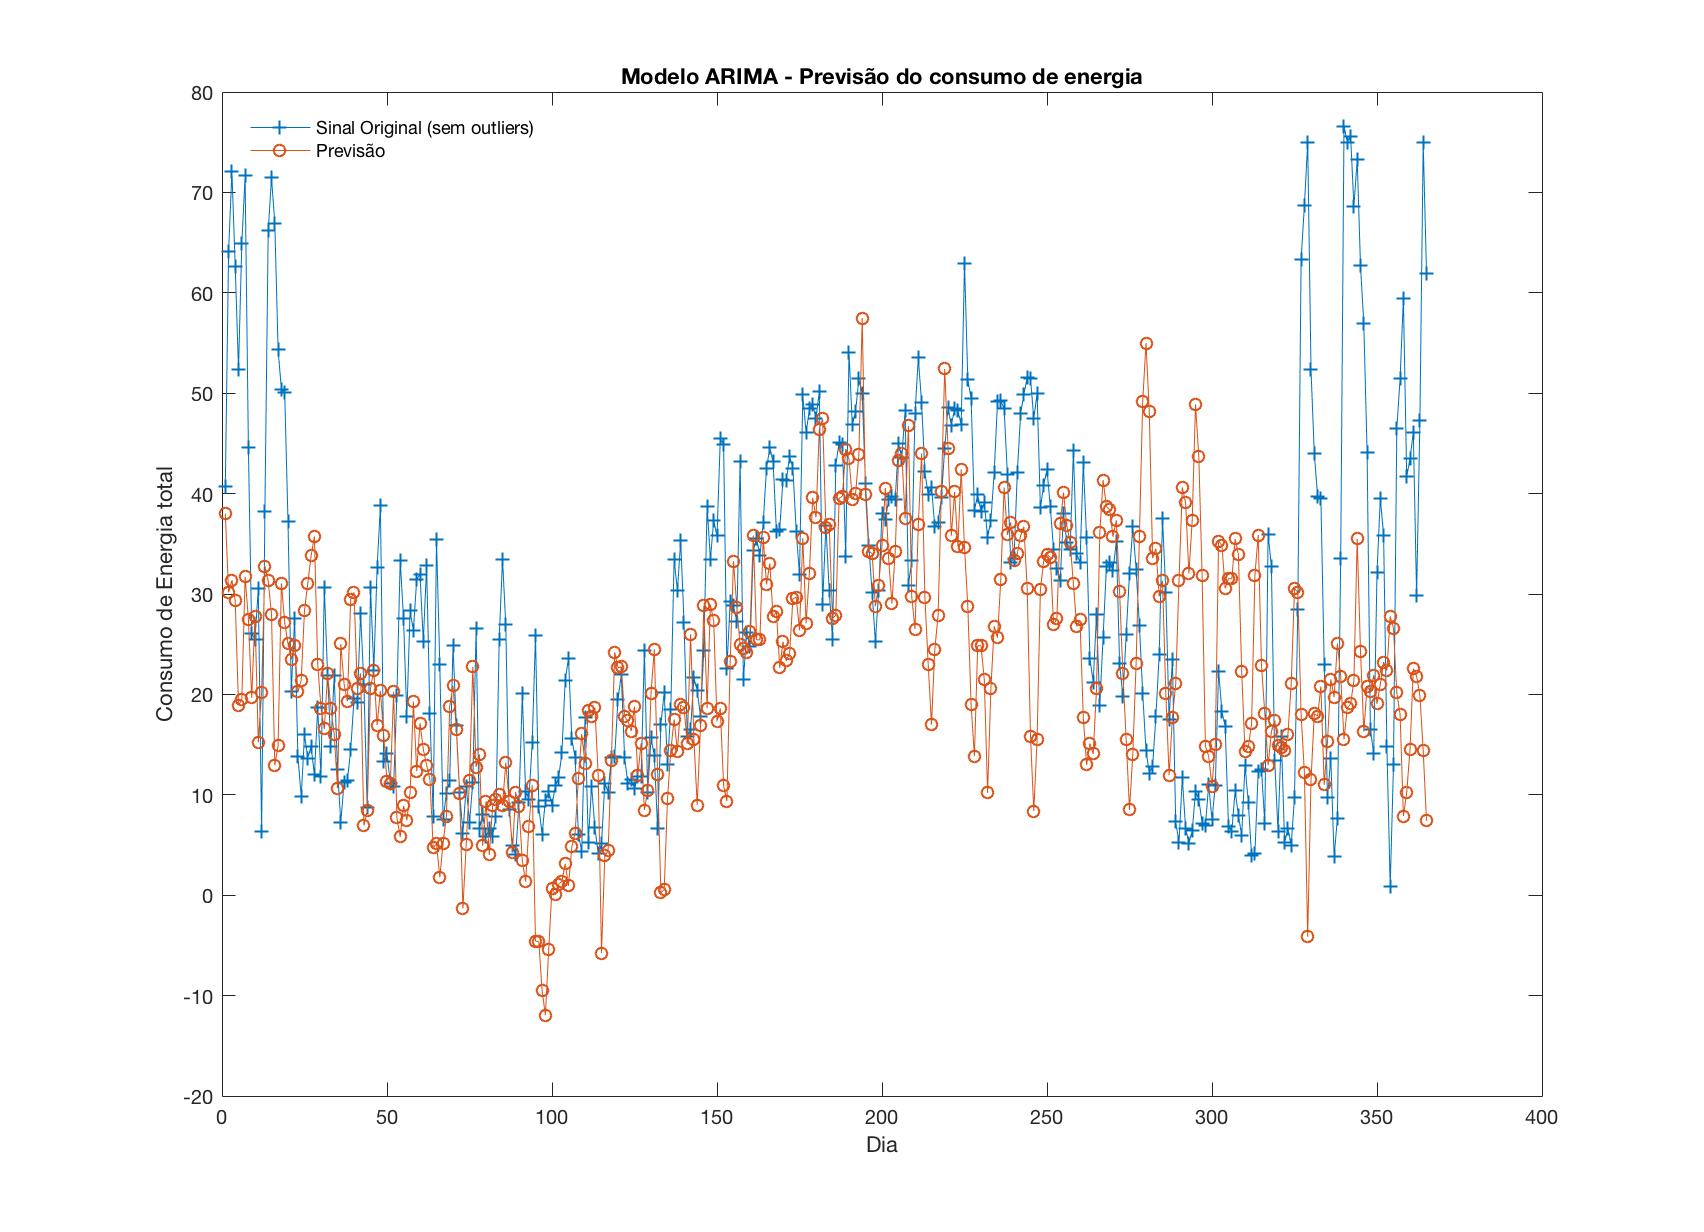 Modelo ARIMA - Previsão do consumo de energia
Sinal Original (sem outliers)
Previsão
Consumo de Energia total
80
70
60
50
40
30
20
10
0
-10
-20
0 50 100 150 200 250 300 350 400
Dia